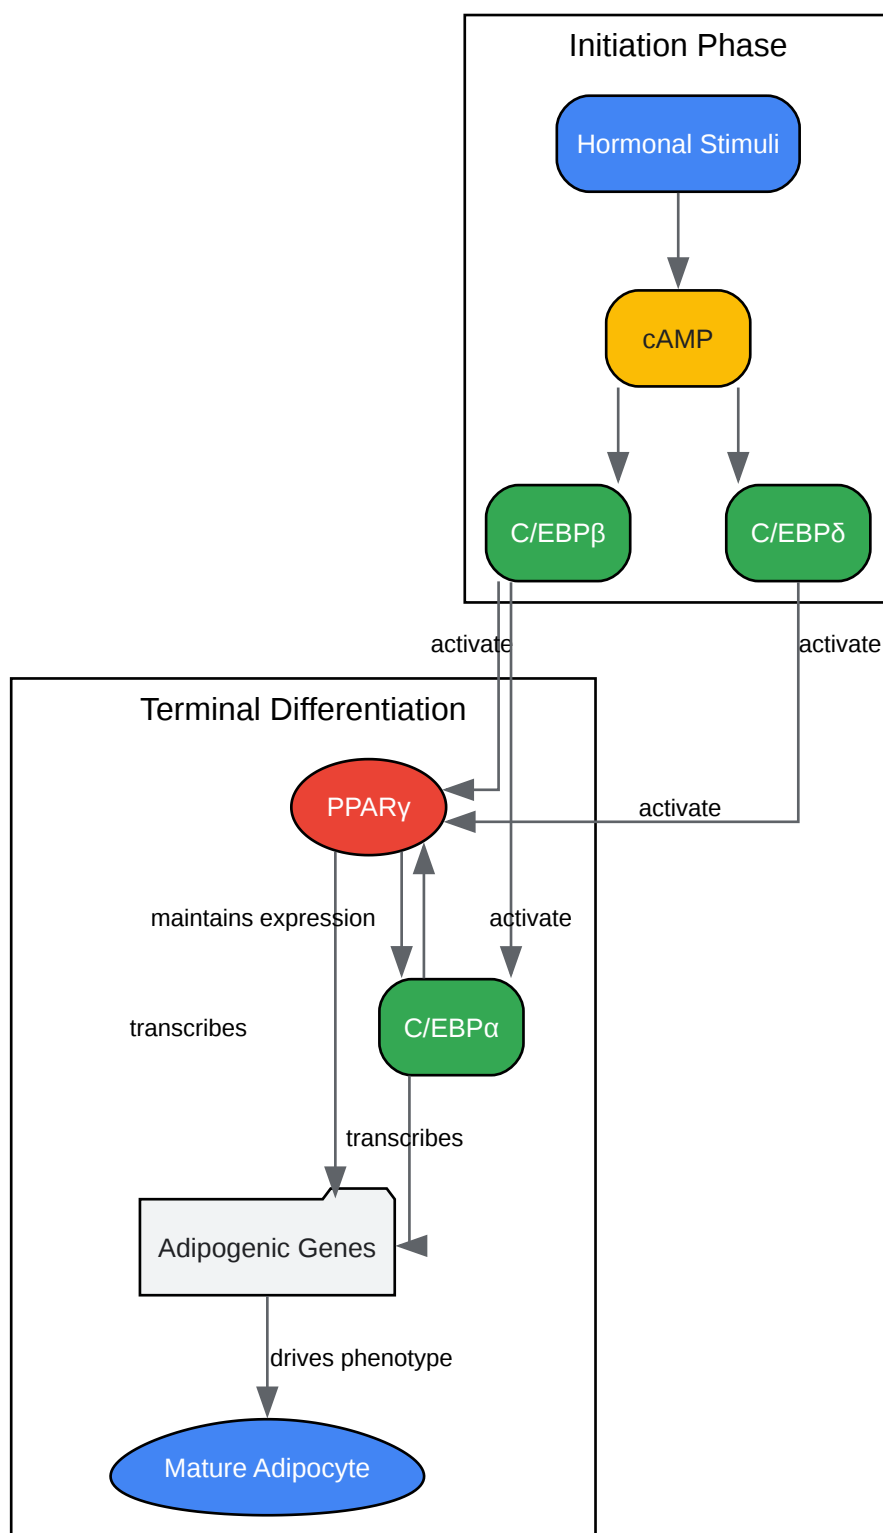 Initiation Phase
Hormonal Stimuli
cAMP
C/EBPβ
C/EBPδ
activate
activate
Terminal Differentiation
PPARγ
activate
maintains expression
activate
transcribes
C/EBPα
transcribes
Adipogenic Genes
drives phenotype
Mature Adipocyte